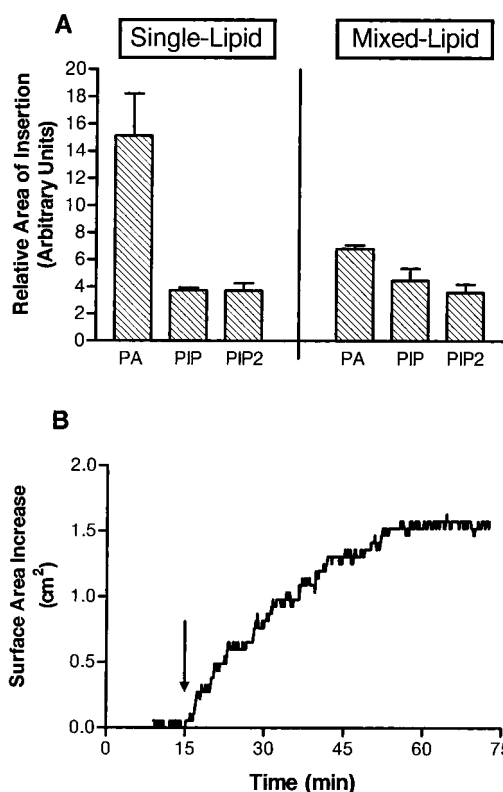 A
Single-Lipid
Mixed-Lipid
Relative Area of Insertion
(Arbitrary Units)
20
18
16
14
12
10
8
6
4
2
0
PA PIP PIP2 PA PIP PIP2
B
Surface Area Increase
(cm²)
2.0
1.5
1.0
0.5
0.0
0 15 30 45 60 75
Time (min)